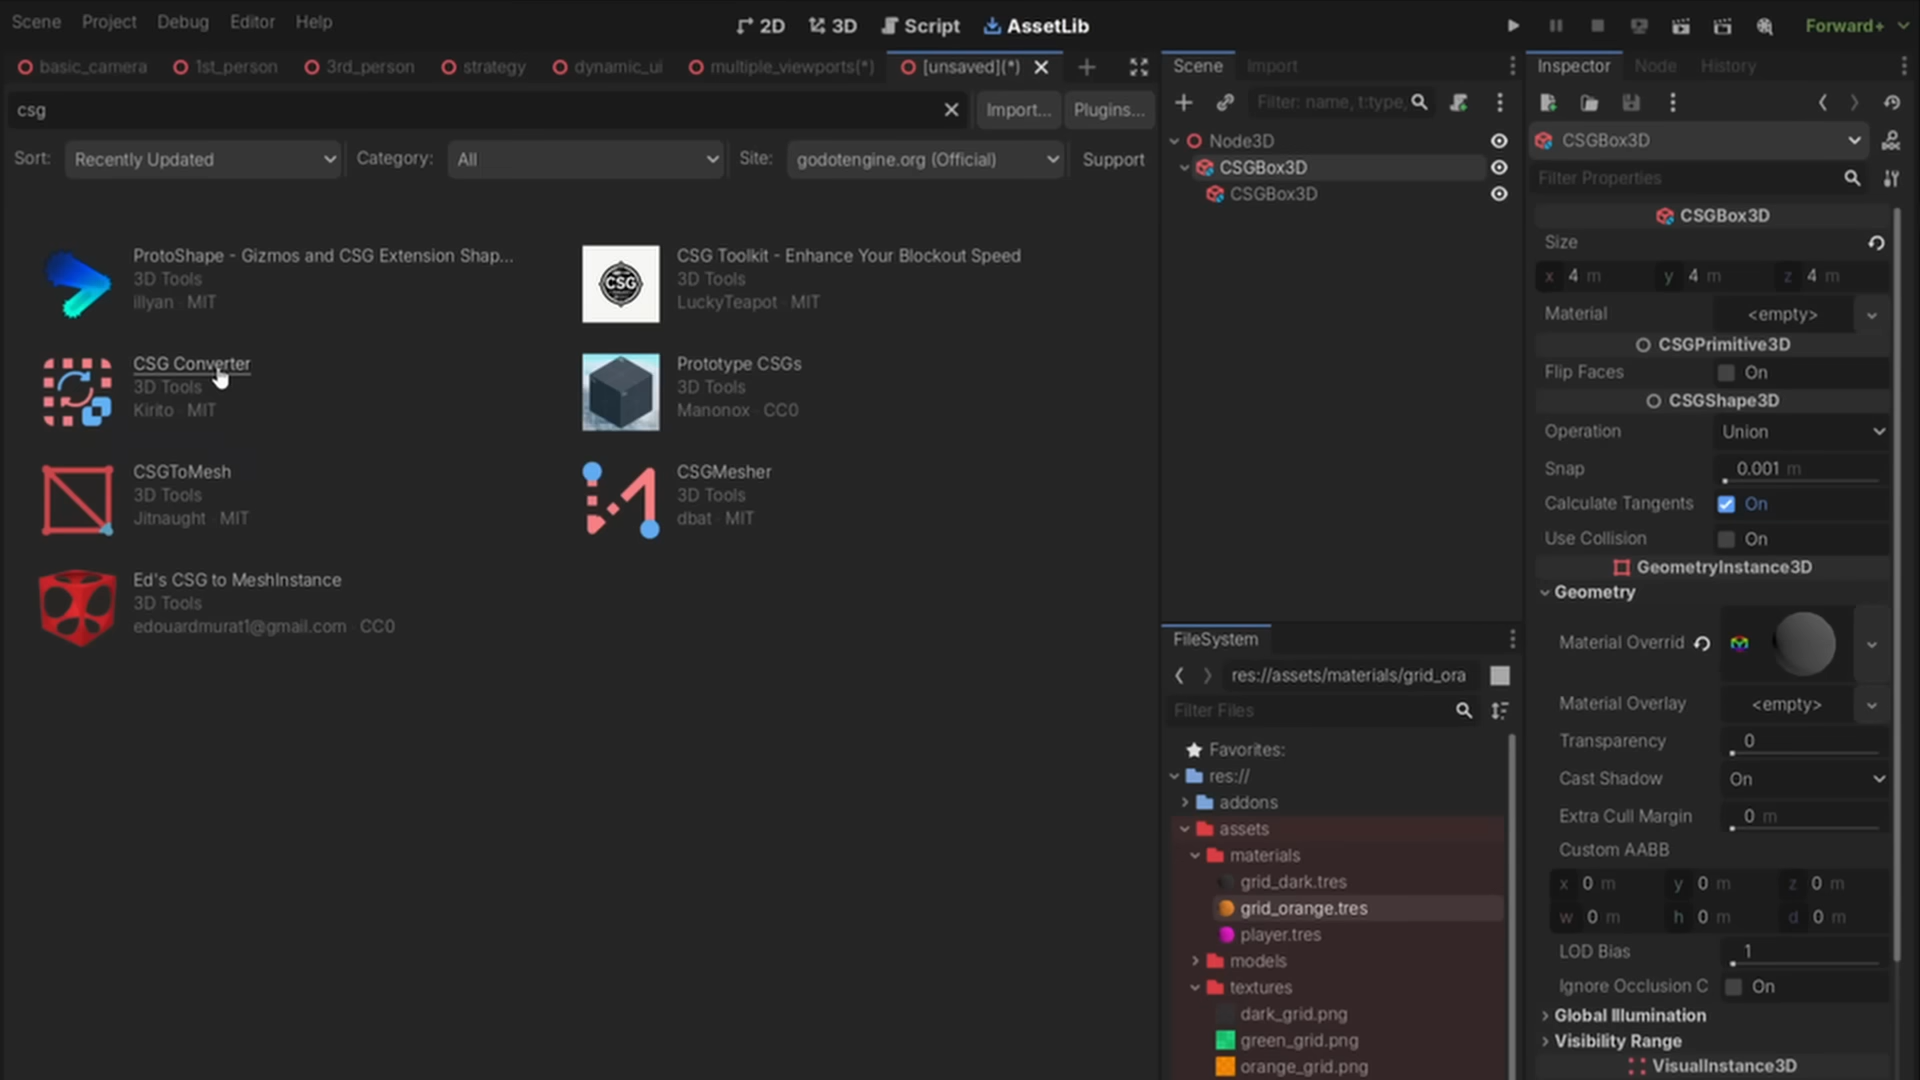 Scene Project Debug Editor Help
2D 3D Script AssetLib
Forward+
basic_camera 1st_person 3rd_person strategy dynamic_ui multiple_viewports(*) [unsaved](*)
csg
Import... Plugins...
Sort: Recently Updated Category: All Site: godotengine.org (Official) Support
ProtoShape - Gizmos and CSG Extension Shap...
3D Tools
illyan MIT
CSG
CSG Toolkit - Enhance Your Blockout Speed
3D Tools
LuckyTeapot · MIT
CSG Converter
3D Tools
Kirito · MIT
Prototype CSGs
3D Tools
Manonox CC0
CSGToMesh
3D Tools
Jitnaught · MIT
CSGMesher
3D Tools
dbat · MIT
Ed's CSG to MeshInstance
3D Tools
edouardmurat1@gmail.com · CC0
Scene Import
Filter: name, t:type,
Node3D
CSGBox3D
CSGBox3D
FileSystem
res://assets/materials/grid_ora
Filter Files
Favorites:
res://
addons
assets
materials
grid_dark.tres
grid_orange.tres
player.tres
models
textures
dark_grid.png
green_grid.png
orange_grid.png
Inspector Node History
CSGBox3D
Filter Properties
CSGBox3D
Size
x 4 m y 4 m z 4 m
Material <empty>
CSGPrimitive3D
Flip Faces On
CSGShape3D
Operation Union
Snap 0.001 m
Calculate Tangents On
Use Collision On
GeometryInstance3D
Geometry
Material Overrid
Material Overlay <empty>
Transparency 0
Cast Shadow On
Extra Cull Margin 0 m
Custom AABB
x 0 m y 0 m z 0 m
w 0 m h 0 m d 0 m
LOD Bias 1
Ignore Occlusion C On
Global Illumination
Visibility Range
VisualInstance3D